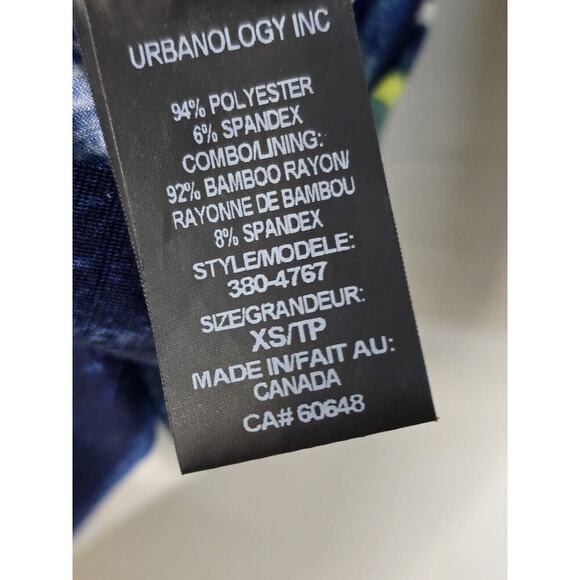 URBANOLOGY INC
94% POLYESTER
6% SPANDEX
COMBO/LINING:
92% BAMBOO RAYON/
RAYONNE DE BAMBOU
8% SPANDEX
STYLE/MODELE:
380-4767
SIZE/GRANDEUR:
XS/TP
MADE IN/FAIT AU:
CANADA
CA# 60648